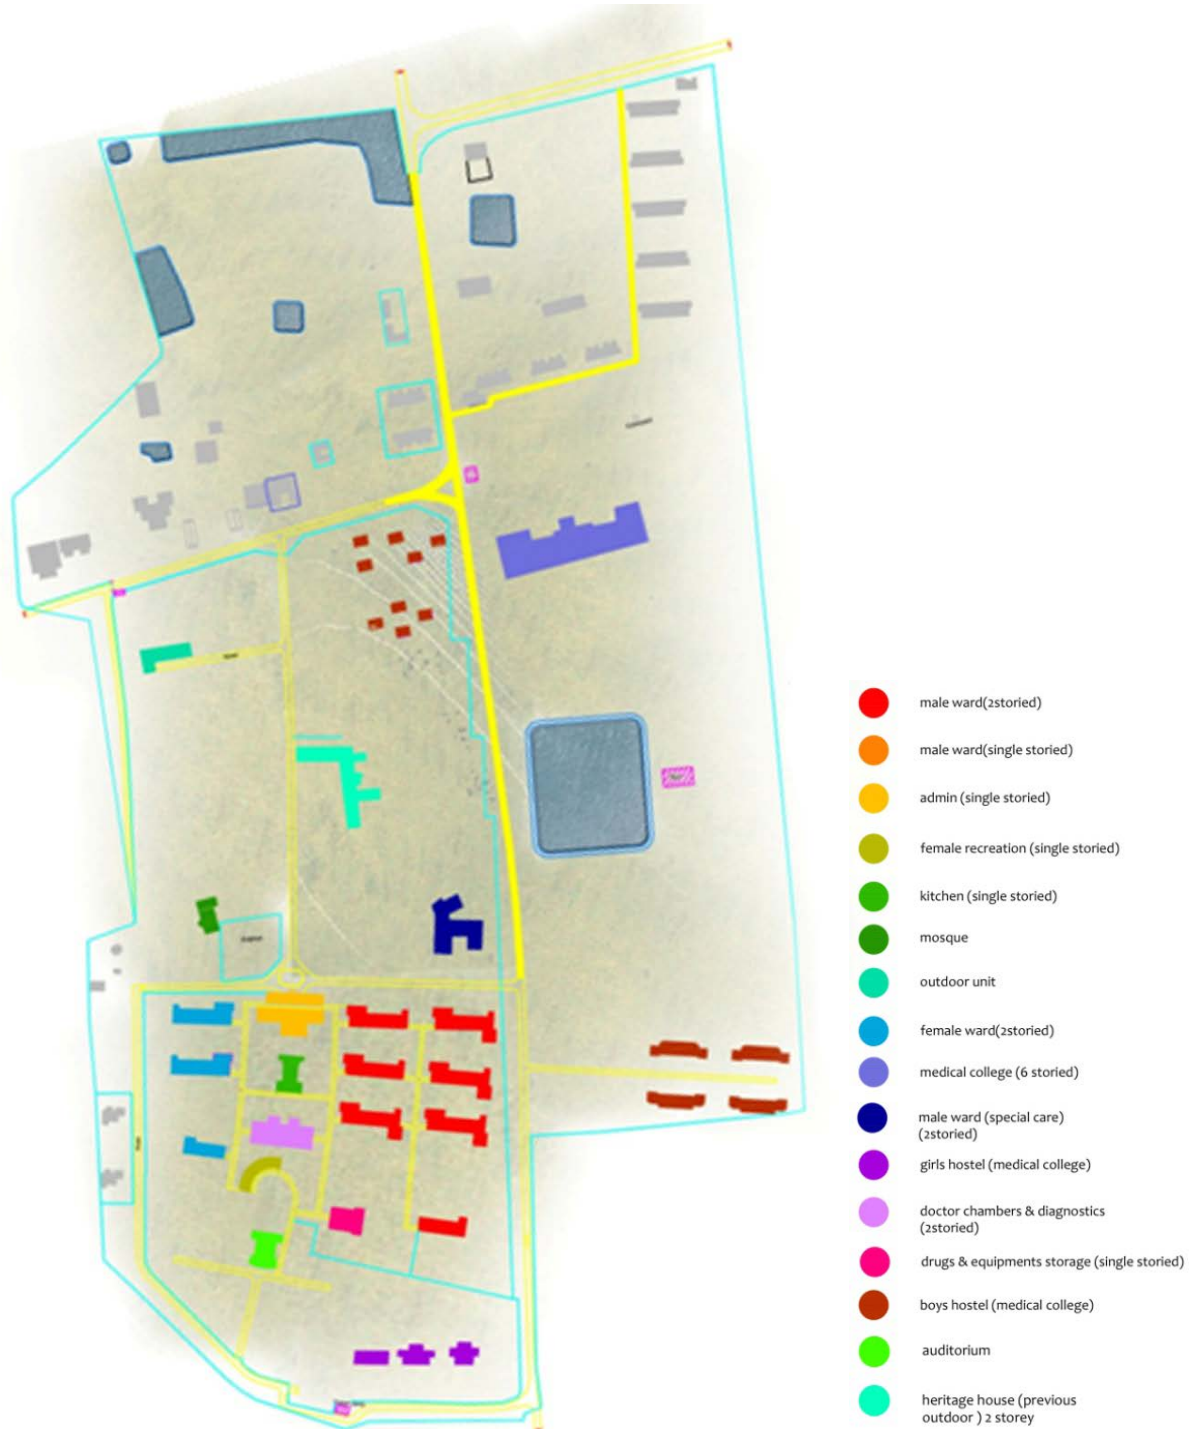 male ward(2storied)
male ward(single storied)
admin (single storied)
female recreation (single storied)
kitchen (single storied)
mosque
outdoor unit
female ward(2storied)
medical college (6 storied)
male ward (special care)
(2storied)
girls hostel (medical college)
doctor chambers & diagnostics
(2storied)
drugs & equipments storage (single storied)
boys hostel (medical college)
auditorium
heritage house (previous
outdoor ) 2 storey